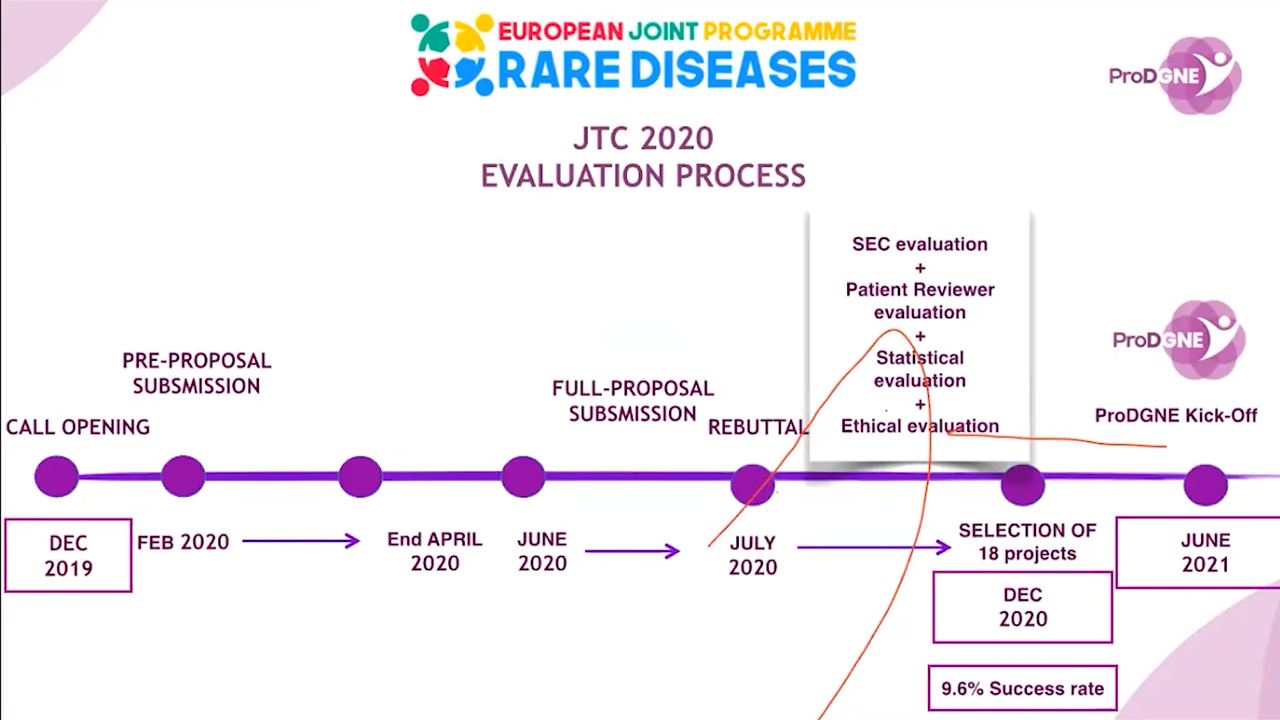 EUROPEAN JOINT PROGRAMME
RARE DISEASES
ProDGNE
JTC 2020
EVALUATION PROCESS
SEC evaluation
+
Patient Reviewer
evaluation
+
Statistical
evaluation
+
Ethical evaluation
PRE-PROPOSAL
SUBSMISSION
FULL-PROPOSAL
SUBSMISSION
ProDGNE
CALL OPENING
REBUTTAL
ProDGNE Kick-Off
DEC
2019
FEB 2020
End APRIL
2020
JUNE
2020
JULY
2020
SELECTION OF
18 projects
DEC
2020
JUNE
2021
9.6% Success rate